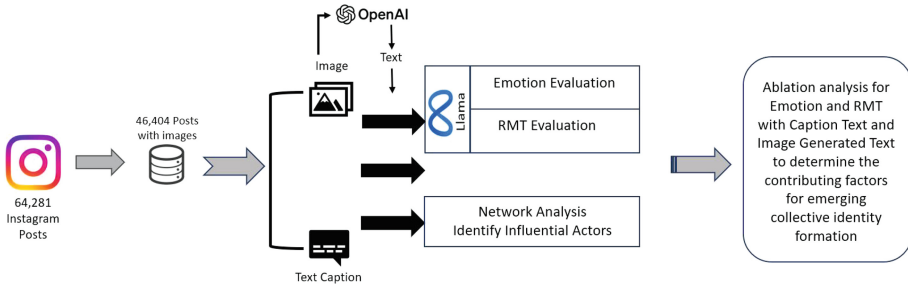 OpenAI
Text
Image
46,404 Posts
with images
64,281
Instagram
Posts
Text Caption
Llama
Emotion Evaluation
RMT Evaluation
Network Analysis
Identify Influential Actors
Ablation analysis for
Emotion and RMT
with Caption Text and
Image Generated Text
to determine the
contributing factors
for emerging
collective identity
formation